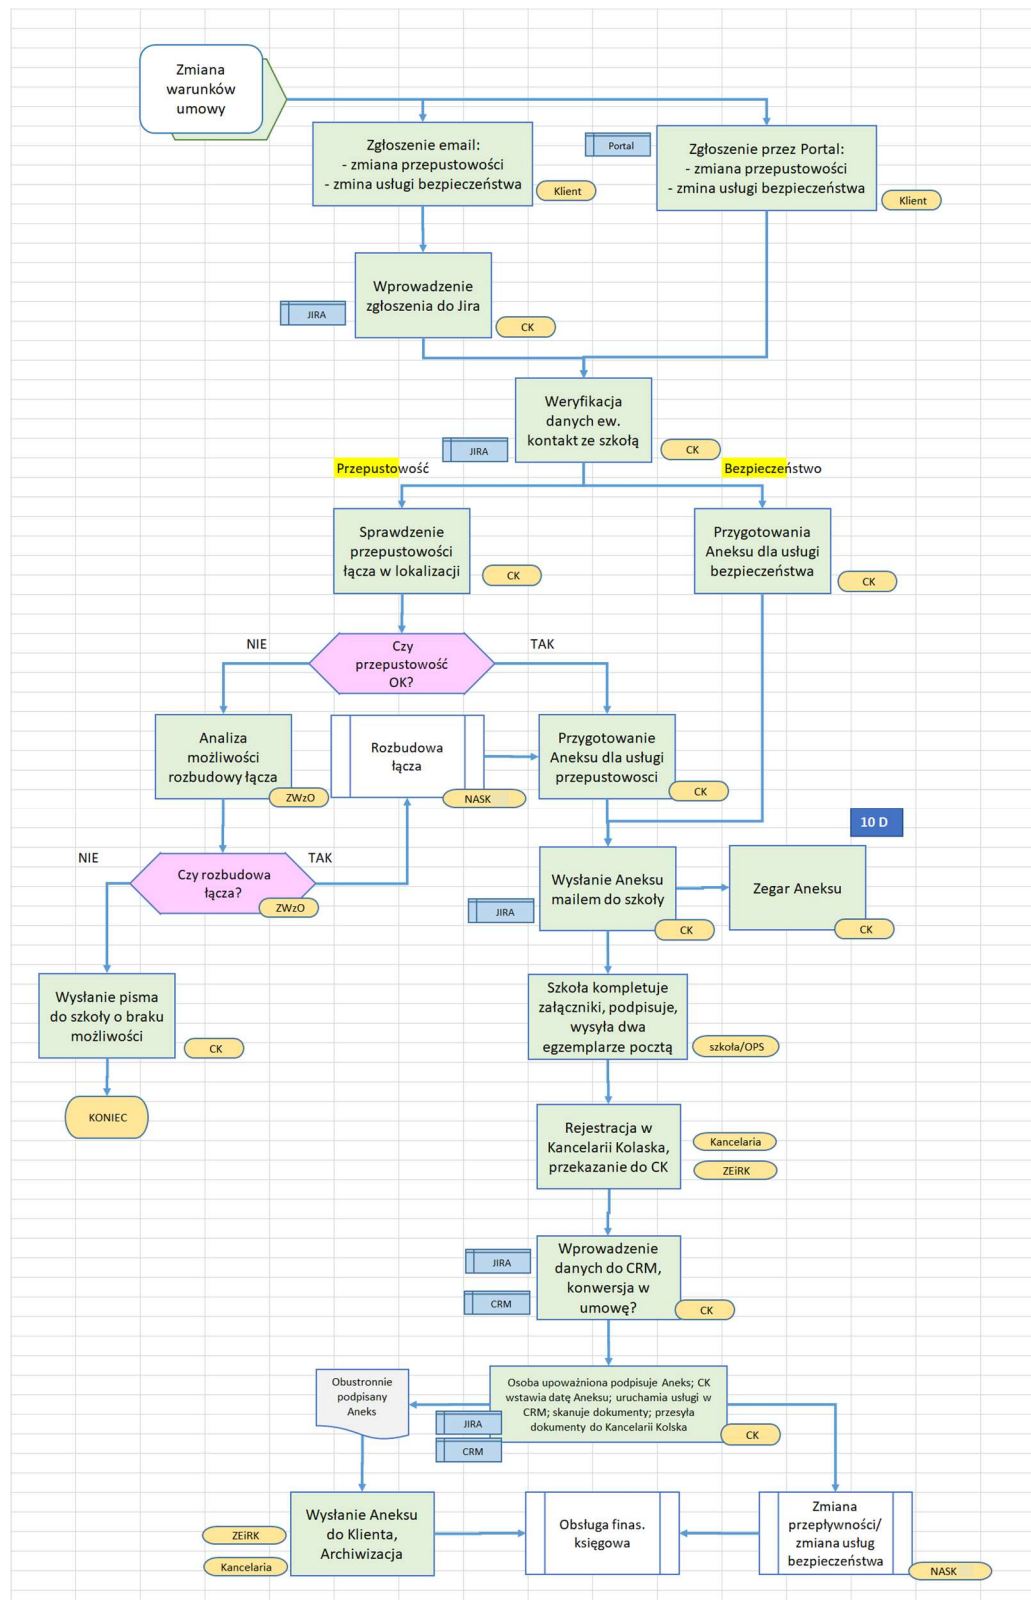 Zmiana
warunków
umowy
Zgłoszenie email:
- zmiana przepustowości
- zmina usługi bezpieczeństwa
Klient
Portal
Zgłoszenie przez Portal:
- zmiana przepustowości
- zmina usługi bezpieczeństwa
Klient
Wprowadzenie
zgłoszenia do Jira
JIRA
CK
Weryfikacja
danych ew.
kontakt ze szkołą
JIRA
CK
Przepustowość
Bezpieczeństwo
Sprawdzenie
przepustowości
łącza w lokalizacji
CK
Przygotowania
Aneksu dla usługi
bezpieczeństwa
CK
NIE
Czy
przepustowość
OK?
TAK
Analiza
możliwości
rozbudowy łącza
ZWzO
Rozbudowa
łącza
NASK
Przygotowanie
Aneksu dla usługi
przepustowosci
CK
10 D
NIE
Czy rozbudowa
łącza?
TAK
ZWzO
Wysłanie Aneksu
mailem do szkoły
JIRA
CK
Zegar Aneksu
CK
Wysłanie pisma
do szkoły o braku
możliwości
CK
Szkoła kompletuje
załączniki, podpisuje,
wysyła dwa
egzemplarze pocztą
szkoła/OPS
KONIEC
Rejestracja w
Kancelarii Kolaska,
przekazanie do CK
Kancelaria
ZEiRK
Wprowadzenie
danych do CRM,
konwersja w
umowę?
JIRA
CRM
CK
Obustronnie
podpisany
Aneks
Osoba upoważniona podpisuje Aneks; CK
wstawia datę Aneksu; uruchamia usługi w
CRM; skanuje dokumenty; przesyła
dokumenty do Kancelarii Kolska
JIRA
CRM
CK
Wysłanie Aneksu
do Klienta,
Archiwizacja
ZEiRK
Kancelaria
Obsługa finas.
księgowa
Zmiana
przepływności/
zmiana usług
bezpieczeństwa
NASK